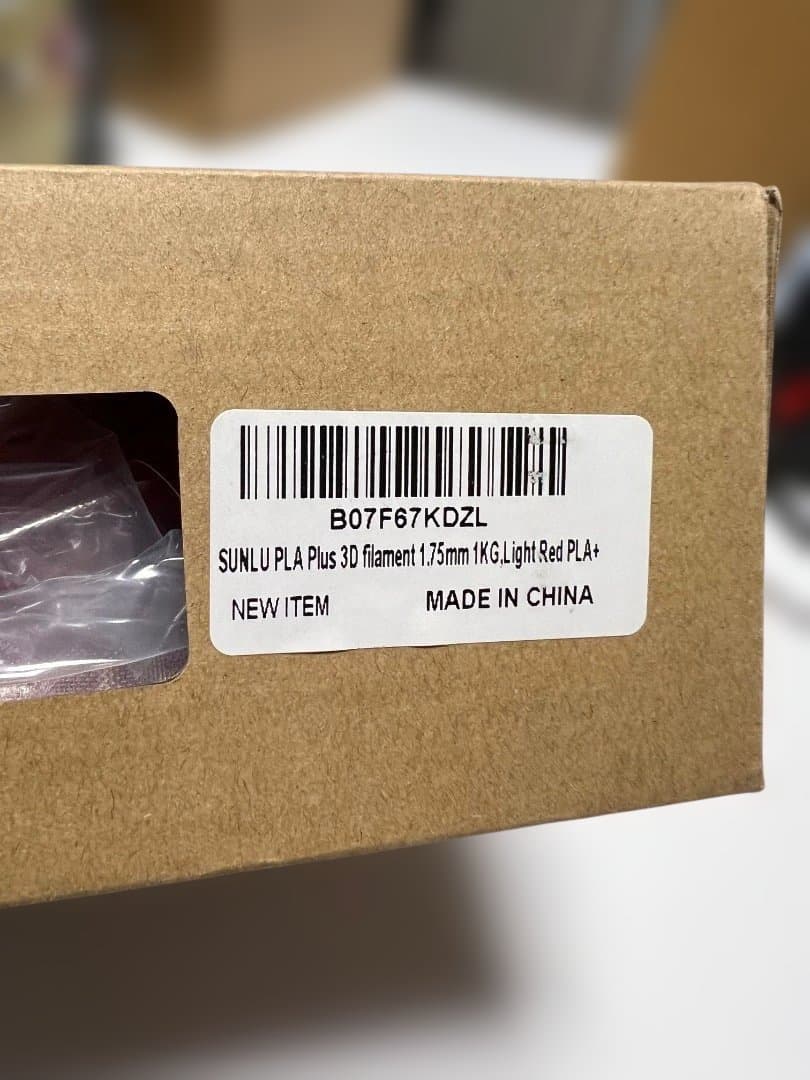 B07F67KDZL
SUNLU PLA Plus 3D filament 1.75mm 1KG,Light Red PLA+
NEW ITEM MADE IN CHINA